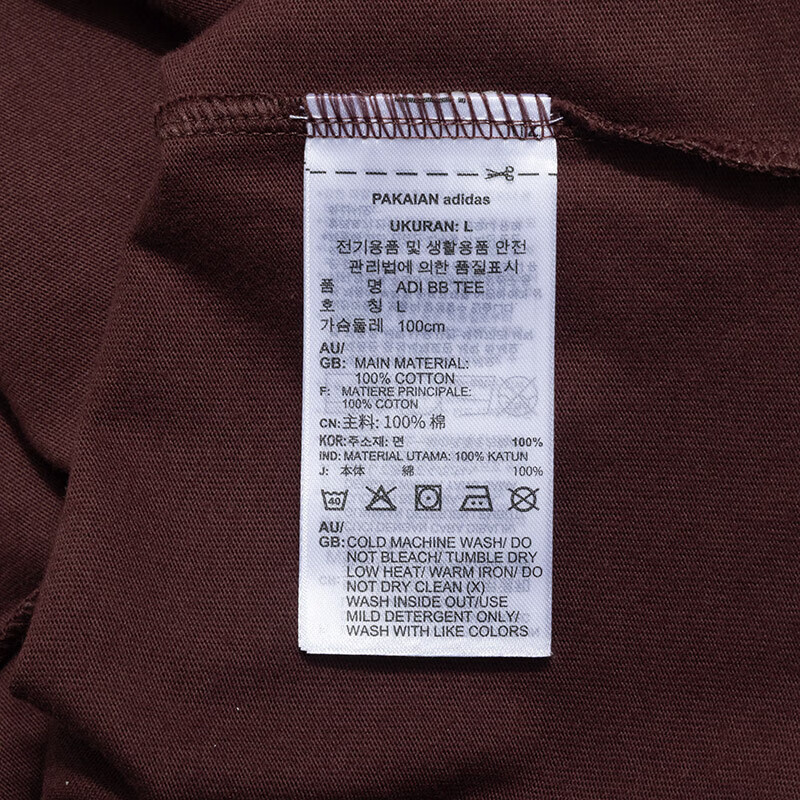 PAKAIAN adidas
UKURAN: L
전기용품 및 생활용품 안전
관리법에 의한 품질표시
품 명 ADI BB TEE
호 칭 L
가슴둘레 100cm
AU/
GB: MAIN MATERIAL:
100% COTTON
F: MATIERE PRINCIPALE:
100% COTON
CN: 主料: 100% 棉
KOR: 주소재: 면 100%
IND: MATERIAL UTAMA: 100% KATUN
J: 本体 綿 100%
40
AU/
GB: COLD MACHINE WASH/ DO
NOT BLEACH/ TUMBLE DRY
LOW HEAT/ WARM IRON/ DO
NOT DRY CLEAN (X)
WASH INSIDE OUT/USE
MILD DETERGENT ONLY/
WASH WITH LIKE COLORS